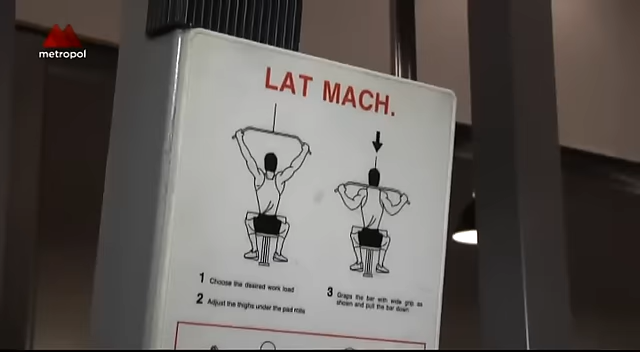 metropol
LAT MACH.
1 Choose the desired work load
2 Adjust the thighs under the pad rolls
3 Graps the bar with wide grip as
shown and pull the bar down